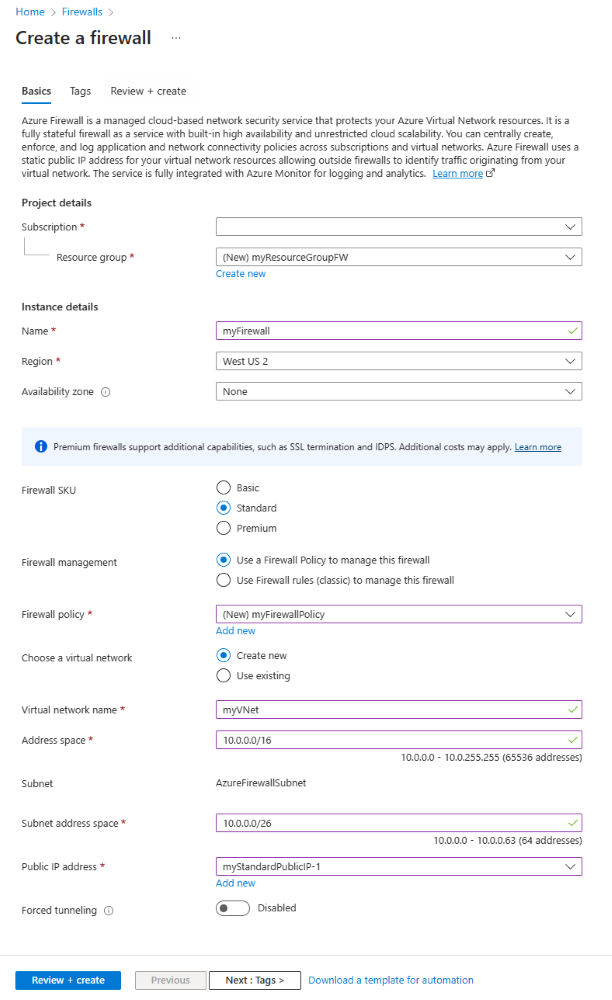 Home > Firewalls >
Create a firewall ...
Basics Tags Review + create
Azure Firewall is a managed cloud-based network security service that protects your Azure Virtual Network resources. It is a
fully stateful firewall as a service with built-in high availability and unrestricted cloud scalability. You can centrally create,
enforce, and log application and network connectivity policies across subscriptions and virtual networks. Azure Firewall uses a
static public IP address for your virtual network resources allowing outside firewalls to identify traffic originating from your
virtual network. The service is fully integrated with Azure Monitor for logging and analytics. Learn more
Project details
Subscription *
Resource group * (New) myResourceGroupFW
Create new
Instance details
Name * myFirewall
Region * West US 2
Availability zone None
Premium firewalls support additional capabilities, such as SSL termination and IDPS. Additional costs may apply. Learn more
Firewall SKU Basic
Standard
Premium
Firewall management Use a Firewall Policy to manage this firewall
Use Firewall rules (classic) to manage this firewall
Firewall policy * (New) myFirewallPolicy
Add new
Choose a virtual network Create new
Use existing
Virtual network name * myVNet
Address space * 10.0.0.0/16
10.0.0.0 - 10.0.255.255 (65536 addresses)
Subnet AzureFirewallSubnet
Subnet address space * 10.0.0.0/26
10.0.0.0 - 10.0.0.63 (64 addresses)
Public IP address * myStandardPublicIP-1
Add new
Forced tunneling Disabled
Review + create Previous Next : Tags > Download a template for automation